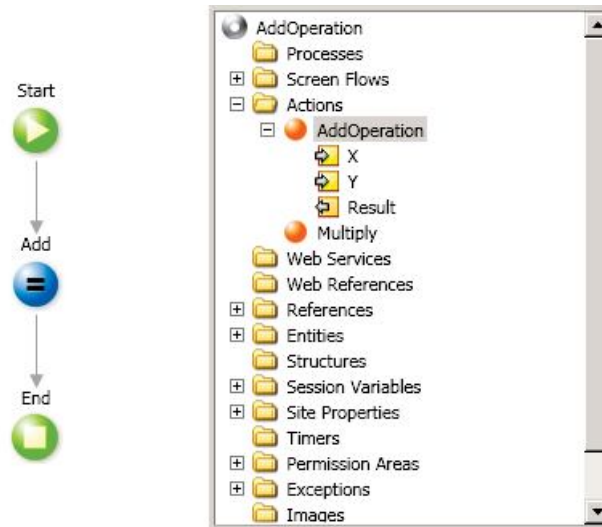 Start
Add
End
AddOperation
Processes
Screen Flows
Actions
AddOperation
X
Y
Result
Multiply
Web Services
Web References
References
Entities
Structures
Session Variables
Site Properties
Timers
Permission Areas
Exceptions
Images